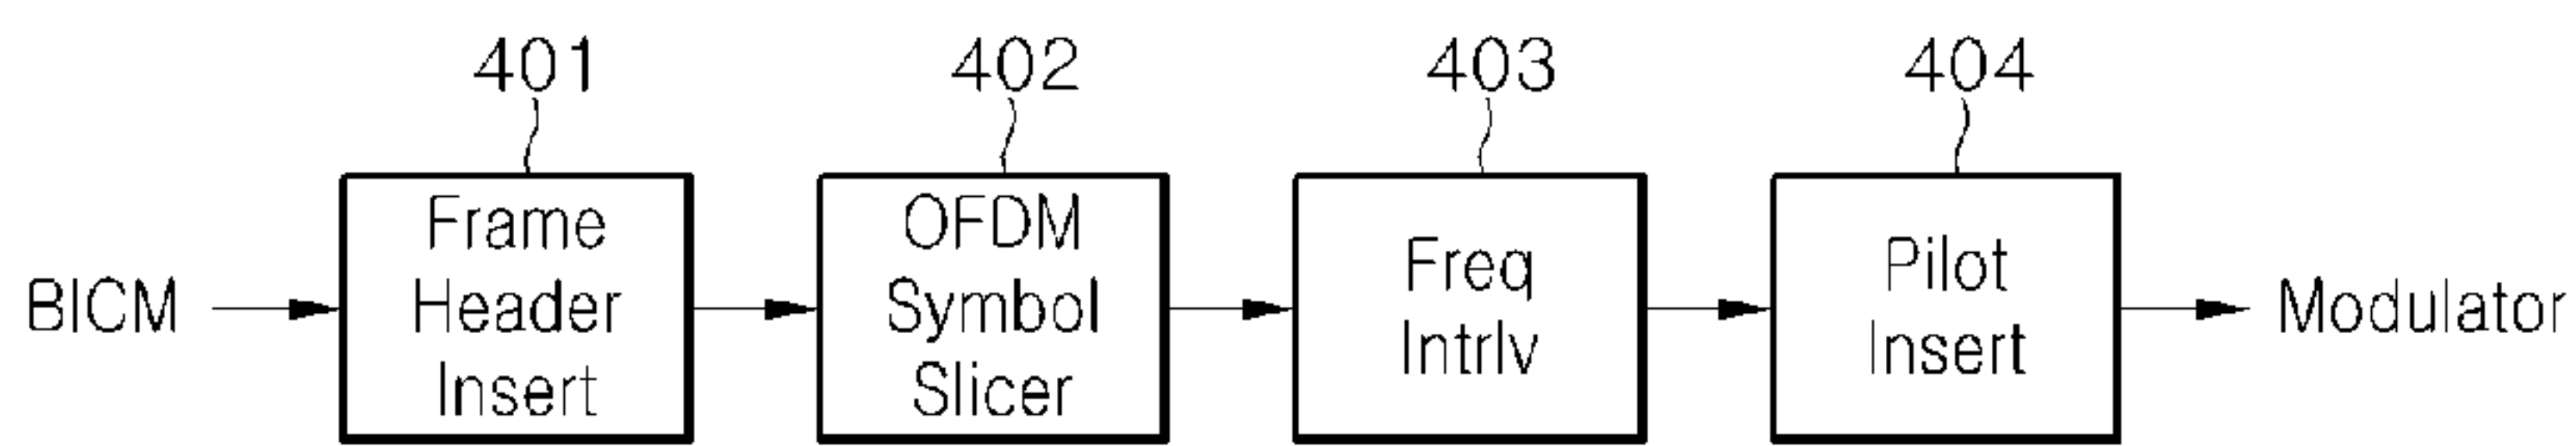 401
402
403
404
BICM
Frame
Header
Insert
OFDM
Symbol
Slicer
Freq
Intrlv
Pilot
Insert
Modulator